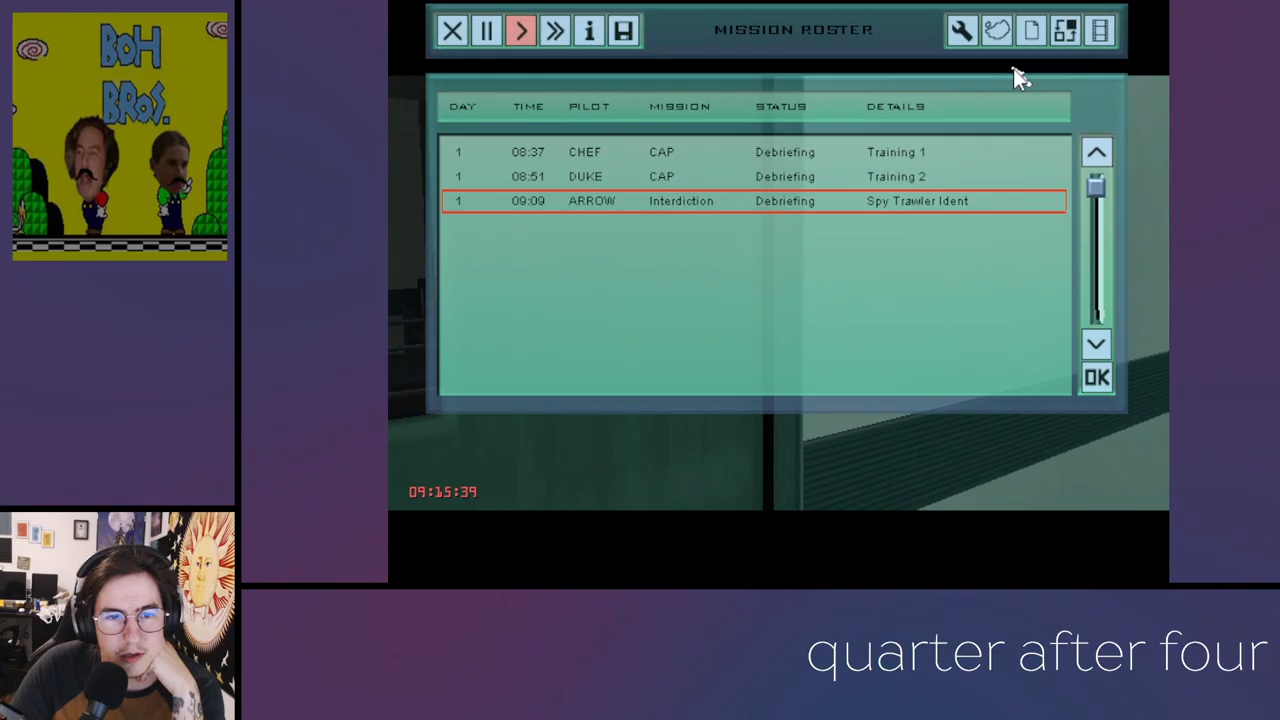 BOH
BROS.
MISSION ROSTER
DAY TIME PILOT MISSION STATUS DETAILS
1 08:37 CHEF CAP Debriefing Training 1
1 08:51 DUKE CAP Debriefing Training 2
1 09:09 ARROW Interdiction Debriefing Spy Trawler Ident
OK
09:15:39
quarter after four